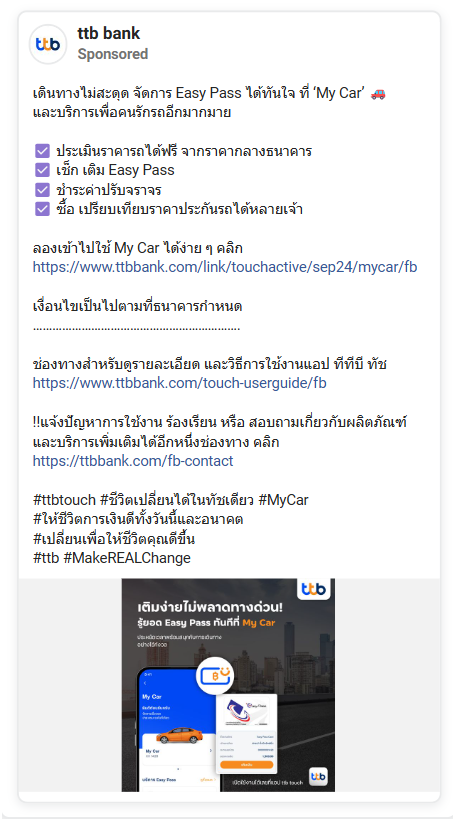 ttb
ttb bank
Sponsored
เดินทางไม่สะดุด จัดการ Easy Pass ได้ทันใจ ที่ ‘My Car’ 🚗
และบริการเพื่อคนรักรถอีกมากมาย
☑ ประเมินราคารถได้ฟรี จากราคากลางธนาคาร
☑ เช็ก เติม Easy Pass
☑ ชำระค่าปรับจราจร
☑ ซื้อ เปรียบเทียบราคาประกันรถได้หลายเจ้า
ลองเข้าไปใช้ My Car ได้ง่าย ๆ คลิก
https://www.ttbbank.com/link/touchactive/sep24/mycar/fb
เงื่อนไขเป็นไปตามที่ธนาคารกำหนด
……………………………………………………….
ช่องทางสำหรับดูรายละเอียด และวิธีการใช้งานแอป ทีทีบี ทัช
https://www.ttbbank.com/touch-userguide/fb
!!แจ้งปัญหาการใช้งาน ร้องเรียน หรือ สอบถามเกี่ยวกับผลิตภัณฑ์
และบริการเพิ่มเติมได้อีกหนึ่งช่องทาง คลิก
https://ttbbank.com/fb-contact
#ttbtouch #ชีวิตเปลี่ยนได้ในทัชเดียว #MyCar
#ให้ชีวิตการเงินดีทั้งวันนี้และอนาคต
#เปลี่ยนเพื่อให้ชีวิตคุณดีขึ้น
#ttb #MakeREALChange
ttb
เติมง่ายไม่พลาดทางด่วน!
รู้ยอด Easy Pass ทันทีที่ My Car
My Car
My Car
บริการ Easy Pass
เปิดใช้งานได้เลยที่แอป ttb touch
ttb